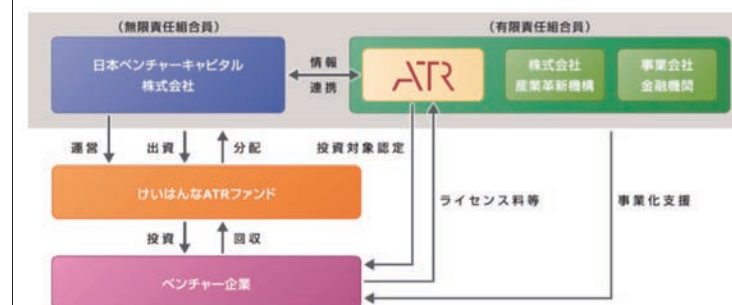 (無限責任組合員)
(有限責任組合員)
日本ベンチャーキャピタル
株式会社
情報
連携
ATR
株式会社
産業革新機構
事業会社
金融機関
運営
出資
分配
投資対象認定
けいはんなATRファンド
ライセンス料等
事業化支援
投資
回収
ベンチャー企業